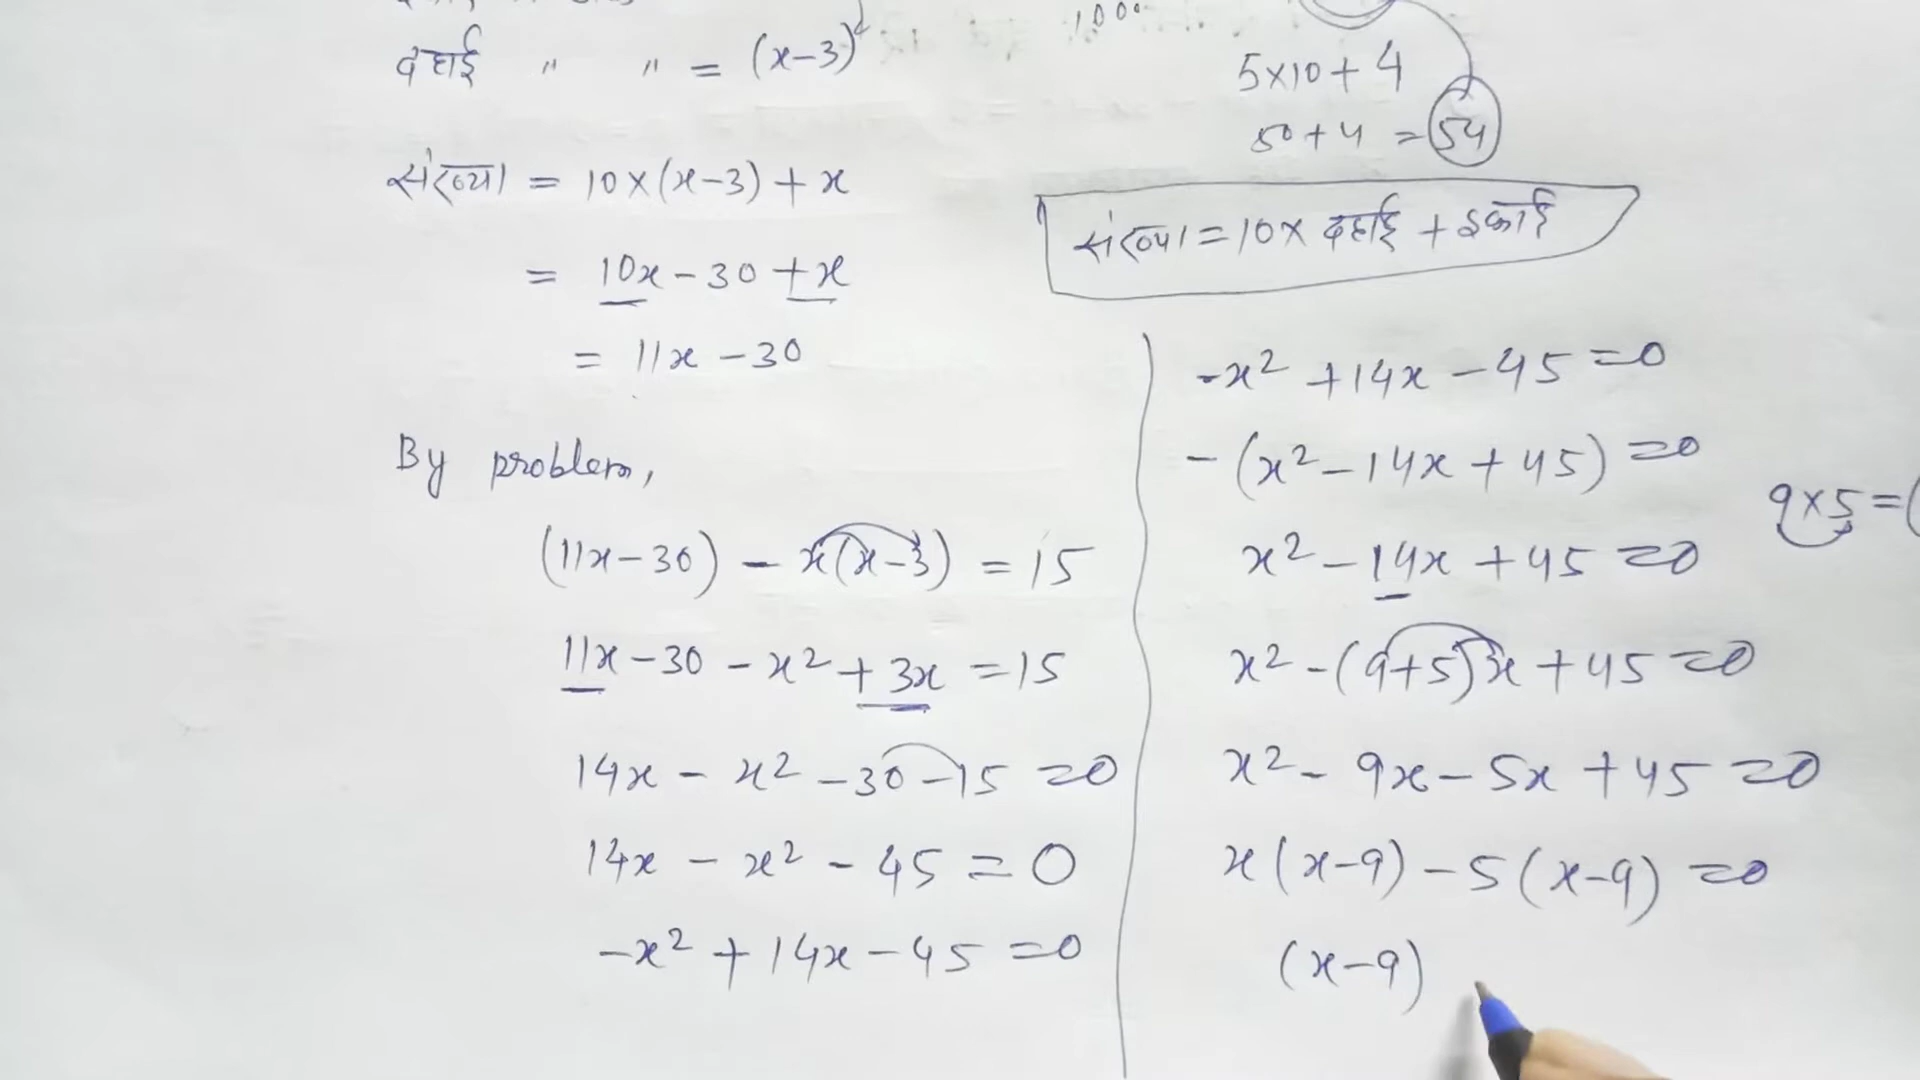 दहाई " " = (x-3)
संख्या = 10×(x-3)+x
= 10x-30+x
= 11x-30
By problem,
(11x-30) - x(x-3) = 15
11x-30-x²+3x=15
14x-x²-30-15=0
14x-x²-45=0
-x²+14x-45=0
1000
5×10+4
50+4=54
संख्या=10× दहाई + इकाई
-x²+14x-45=0
-(x²-14x+45)=0
9×5=(
x²-14x+45=0
x²-(9+5)x+45=0
x²-9x-5x+45=0
x(x-9)-5(x-9)=0
(x-9)